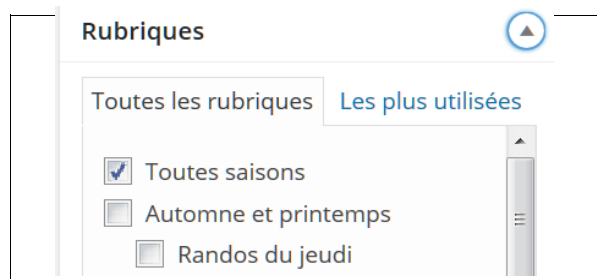 Rubriques
Toutes les rubriques Les plus utilisées
Toutes saisons
Automne et printemps
Randos du jeudi